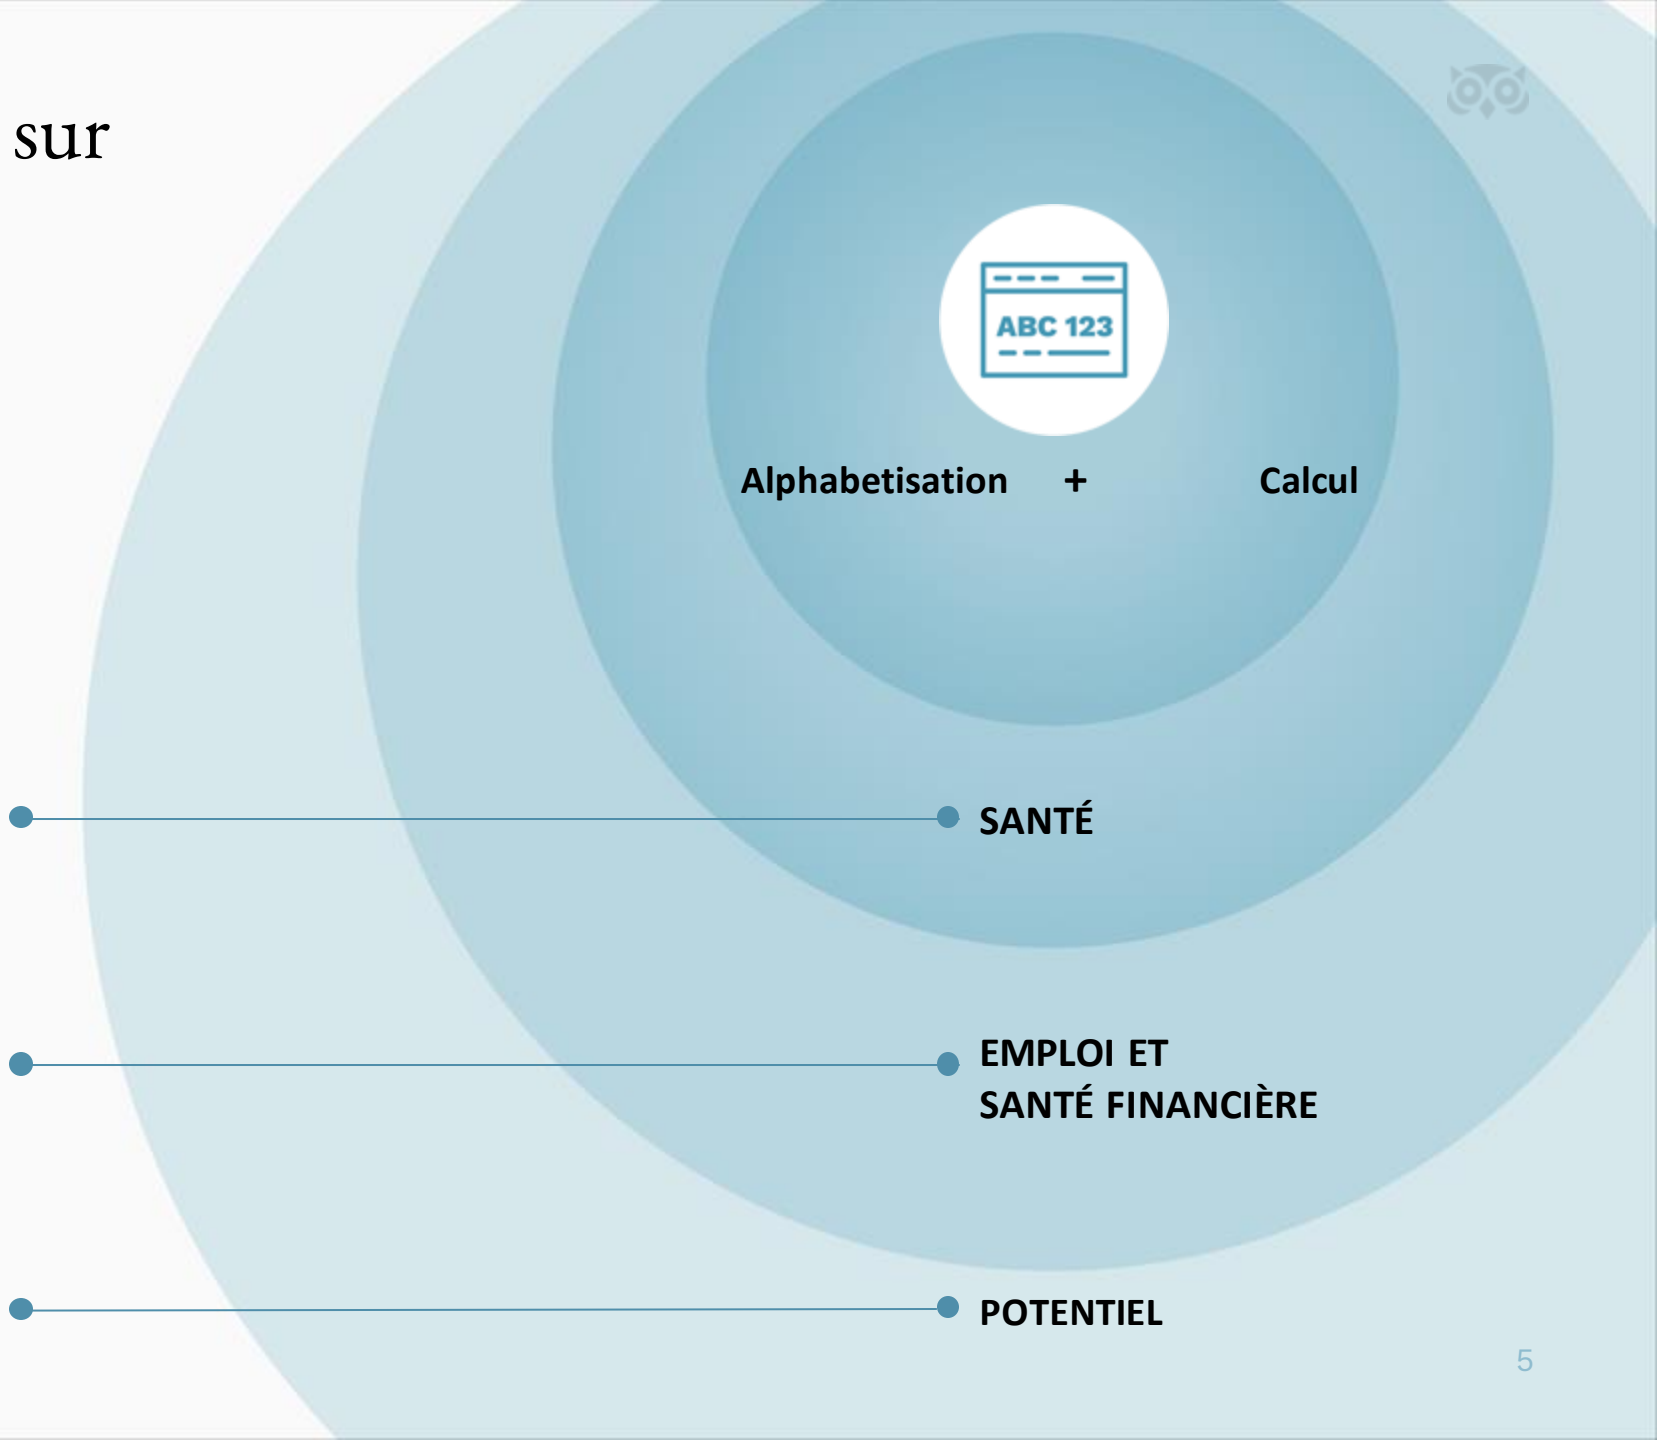 sur
ABC 123
Alphabetisation + Calcul
SANTÉ
EMPLOI ET
SANTÉ FINANCIÈRE
POTENTIEL
5